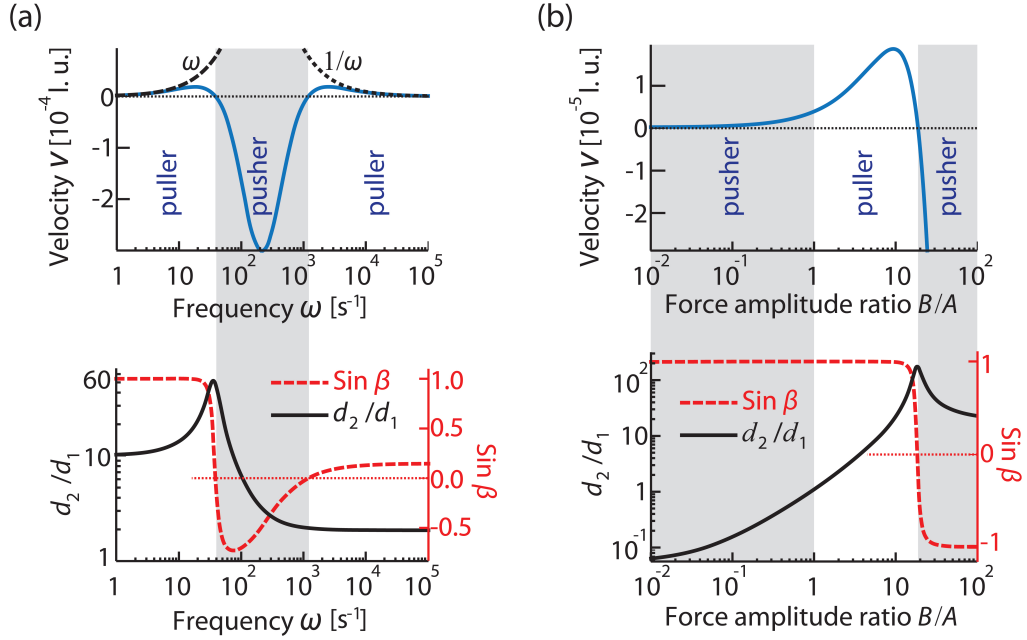 (a)
Velocity V [10⁻⁴ l. u.]
0
-1
-2
ω
1/ω
puller
pusher
puller
1 10 10² 10³ 10⁴ 10⁵
Frequency ω [s⁻¹]
d₂/d₁
60
10
1
Sin β
d₂/d₁
1.0
0.5
0.0
-0.5
Sin β
1 10 10² 10³ 10⁴ 10⁵
Frequency ω [s⁻¹]
(b)
Velocity V [10⁻⁵ l. u.]
1
0
-1
-2
pusher
puller
pusher
10⁻² 10⁻¹ 1 10 10²
Force amplitude ratio B/A
d₂/d₁
10²
10
1
10⁻¹
Sin β
d₂/d₁
1
0
-1
Sin β
10⁻² 10⁻¹ 1 10 10²
Force amplitude ratio B/A